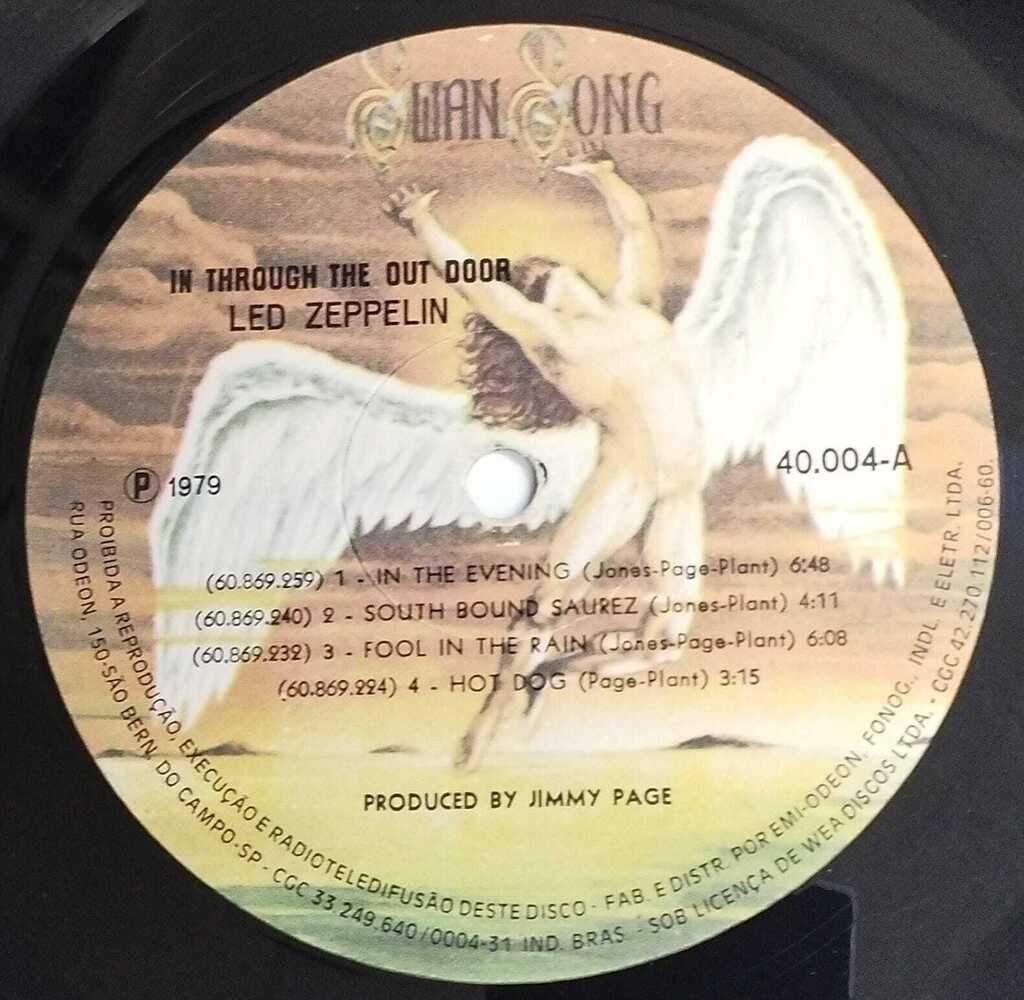 SWAN SONG
IN THROUGH THE OUT DOOR
LED ZEPPELIN
40.004-A
Ⓟ 1979
(60.869.259) 1 - IN THE EVENING (Jones-Page-Plant) 6:48
(60.869.240) 2 - SOUTH BOUND SAUREZ (Jones-Plant) 4:11
(60.869.232) 3 - FOOL IN THE RAIN (Jones-Page-Plant) 6:08
(60.869.224) 4 - HOT DOG (Page-Plant) 3:15
PRODUCED BY JIMMY PAGE
PROIBIDA A REPRODUÇÃO, EXECUÇÃO E RADIOTELEDIFUSÃO DESTE DISCO - FAB. E DISTR. POR EMI-ODEON, FONOG., INDL. E ELETR. LTDA.
RUA ODEON, 150-SÃO BERN. DO CAMPO-SP - CGC 33.249.640/0004-31 IND. BRAS - SOB LICENÇA DE WEA DISCOS LTDA. - CGC 42.270.112/006-60.